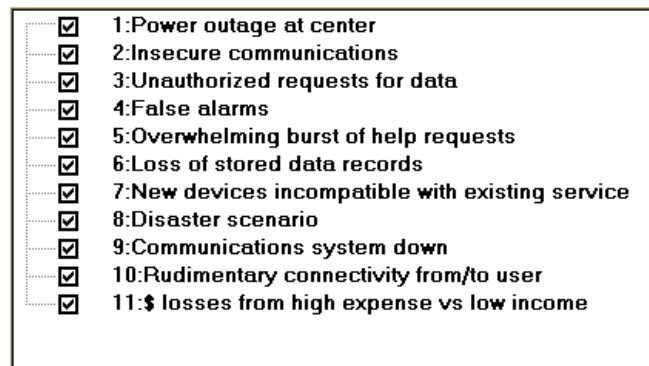 1:Power outage at center
2:Insecure communications
3:Unauthorized requests for data
4:False alarms
5:Overwhelming burst of help requests
6:Loss of stored data records
7:New devices incompatible with existing service
8:Disaster scenario
9:Communications system down
10:Rudimentary connectivity from/to user
11:$ losses from high expense vs low income